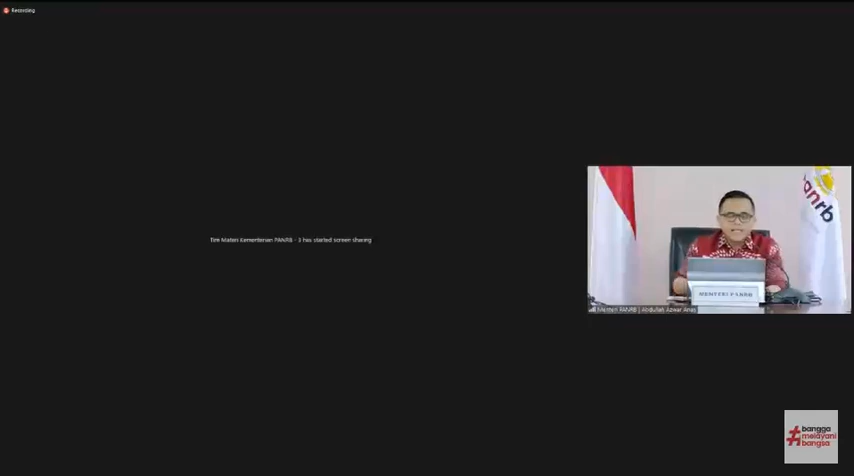 Recording
Tim Materi Kementerian PANRB - 3 has started screen sharing
panrb
MENTERI PANRB
Menteri PANRB | Abdullah Azwar Anas
#bangga
melayani
bangsa